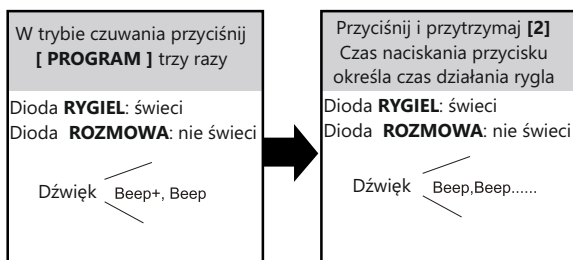 W trybie czuwania przyciśnij
[ PROGRAM ] trzy razy
Dioda RYGIEL: świeci
Dioda ROZMOWA: nie świeci
Dźwięk Beep+, Beep
Przyciśnij i przytrzymaj [2]
Czas naciskania przycisku
określa czas działania rygla
Dioda RYGIEL: świeci
Dioda ROZMOWA: nie świeci
Dźwięk Beep,Beep......